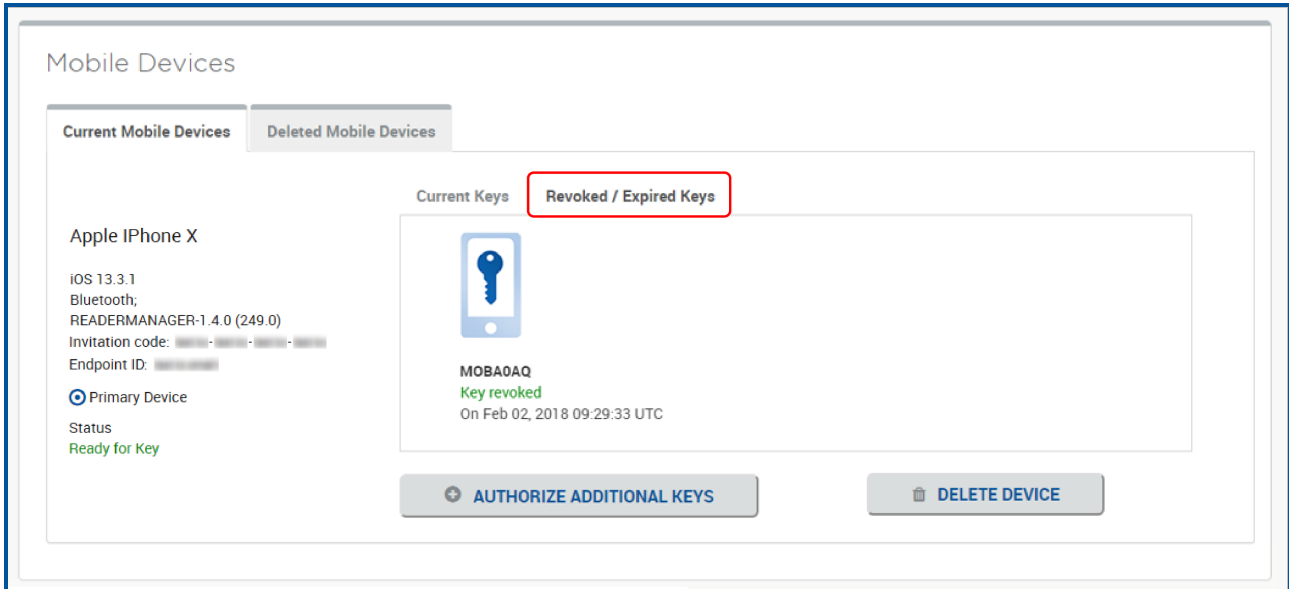 Mobile Devices
Current Mobile Devices
Deleted Mobile Devices
Current Keys
Revoked / Expired Keys
Apple IPhone X
iOS 13.3.1
Bluetooth;
READERMANAGER-1.4.0 (249.0)
Invitation code:
Endpoint ID:
Primary Device
Status
Ready for Key
MOBA0AQ
Key revoked
On Feb 02, 2018 09:29:33 UTC
AUTHORIZE ADDITIONAL KEYS
DELETE DEVICE